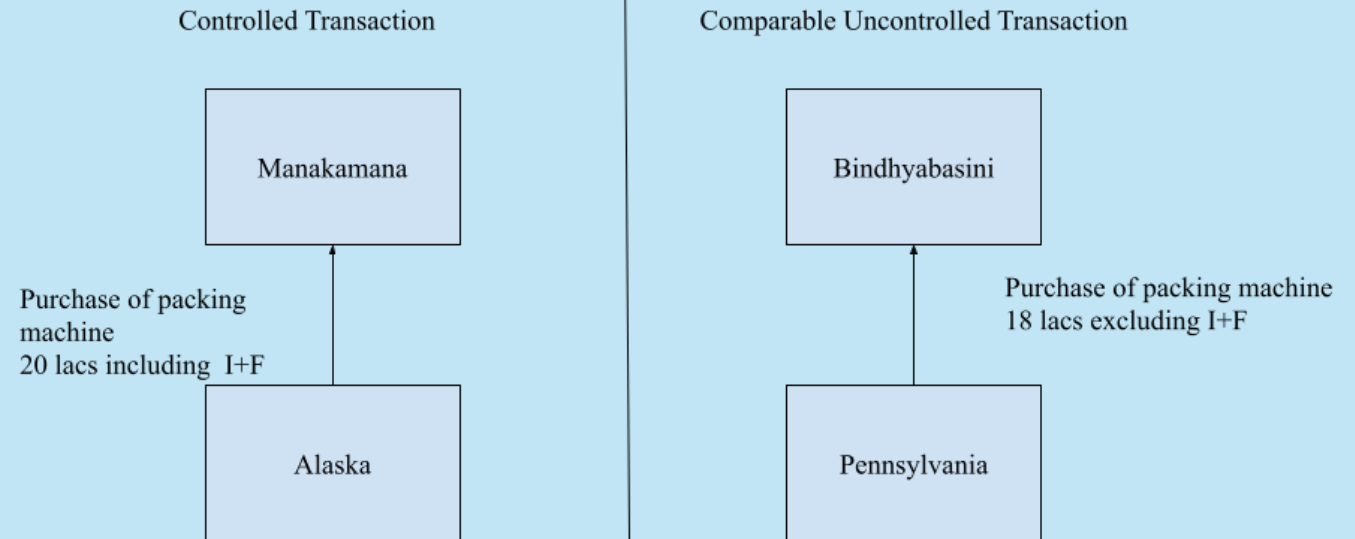 Controlled Transaction
Comparable Uncontrolled Transaction
Manakamana
Bindhyabasini
Purchase of packing
machine
20 lacs including  I+F
Purchase of packing machine
18 lacs excluding I+F
Alaska
Pennsylvania